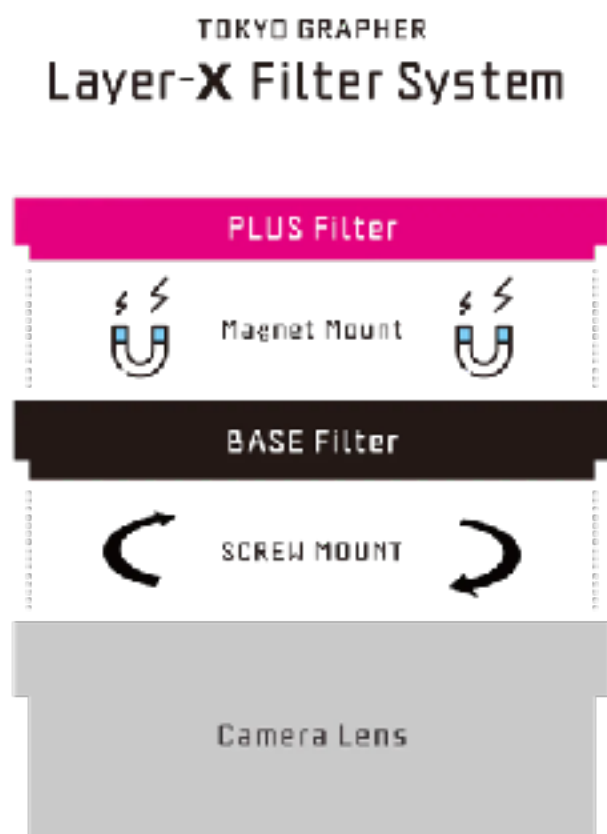 TOKYO GRAPHER
Layer-X Filter System
PLUS Filter
Magnet Mount
BASE Filter
SCREW MOUNT
Camera Lens